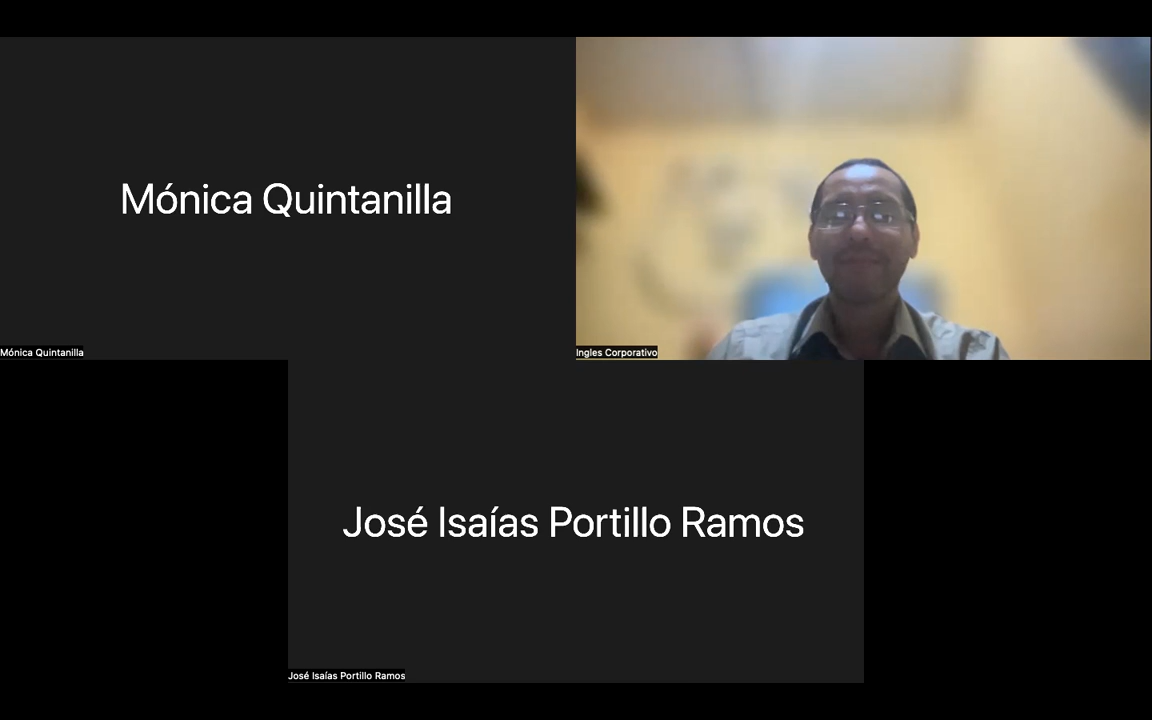 Mónica Quintanilla
Mónica Quintanilla
Ingles Corporativo
José Isaías Portillo Ramos
José Isaías Portillo Ramos